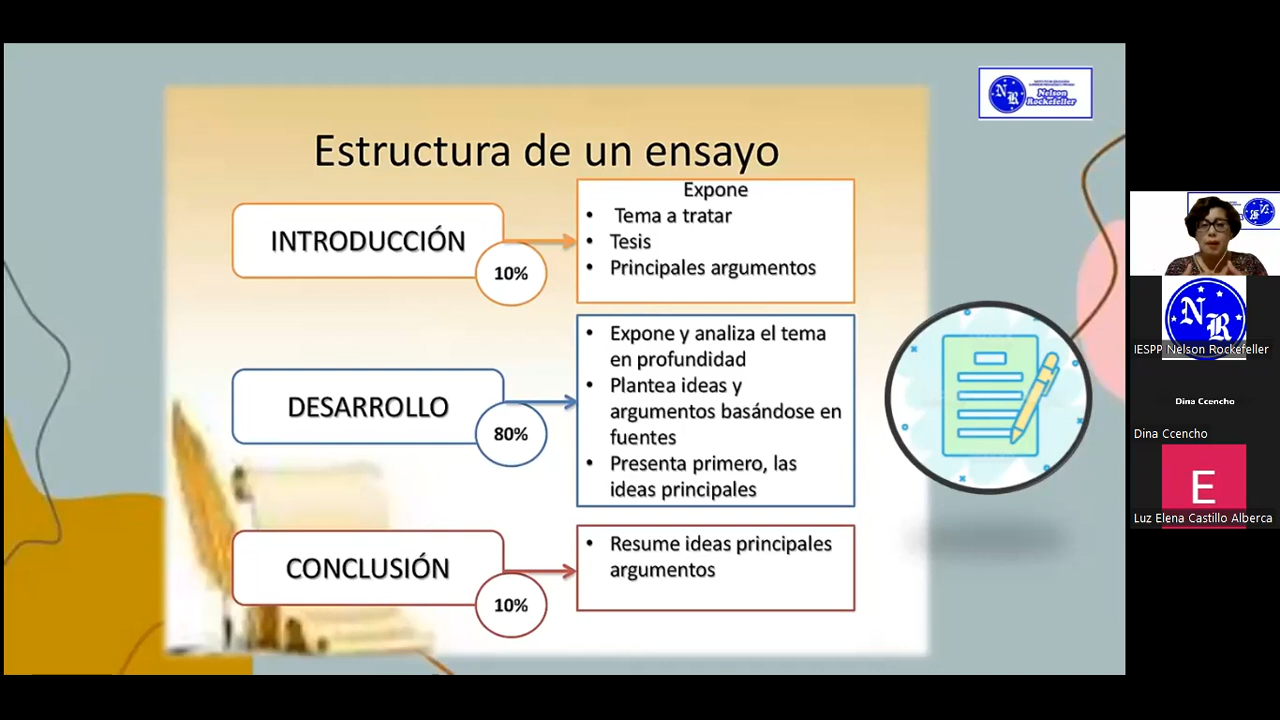 Nelson
Rockefeller
Estructura de un ensayo
INTRODUCCIÓN
10%
Expone
• Tema a tratar
• Tesis
• Principales argumentos
DESARROLLO
80%
• Expone y analiza el tema
en profundidad
• Plantea ideas y
argumentos basándose en
fuentes
• Presenta primero, las
ideas principales
CONCLUSIÓN
10%
• Resume ideas principales
argumentos
N R
IESPP Nelson Rockefeller
Dina Ccencho
Dina Ccencho
E
Luz Elena Castillo Alberca